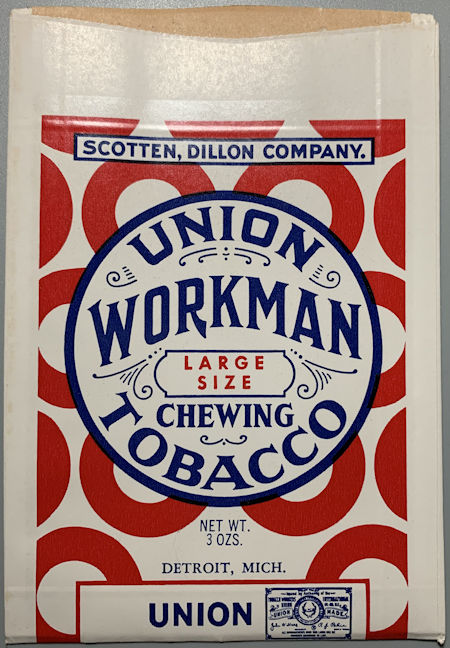 SCOTTEN, DILLON COMPANY.
UNION
WORKMAN
LARGE
SIZE
CHEWING
TOBACCO
NET WT.
3 OZS.
DETROIT, MICH.
UNION
UNION MADE